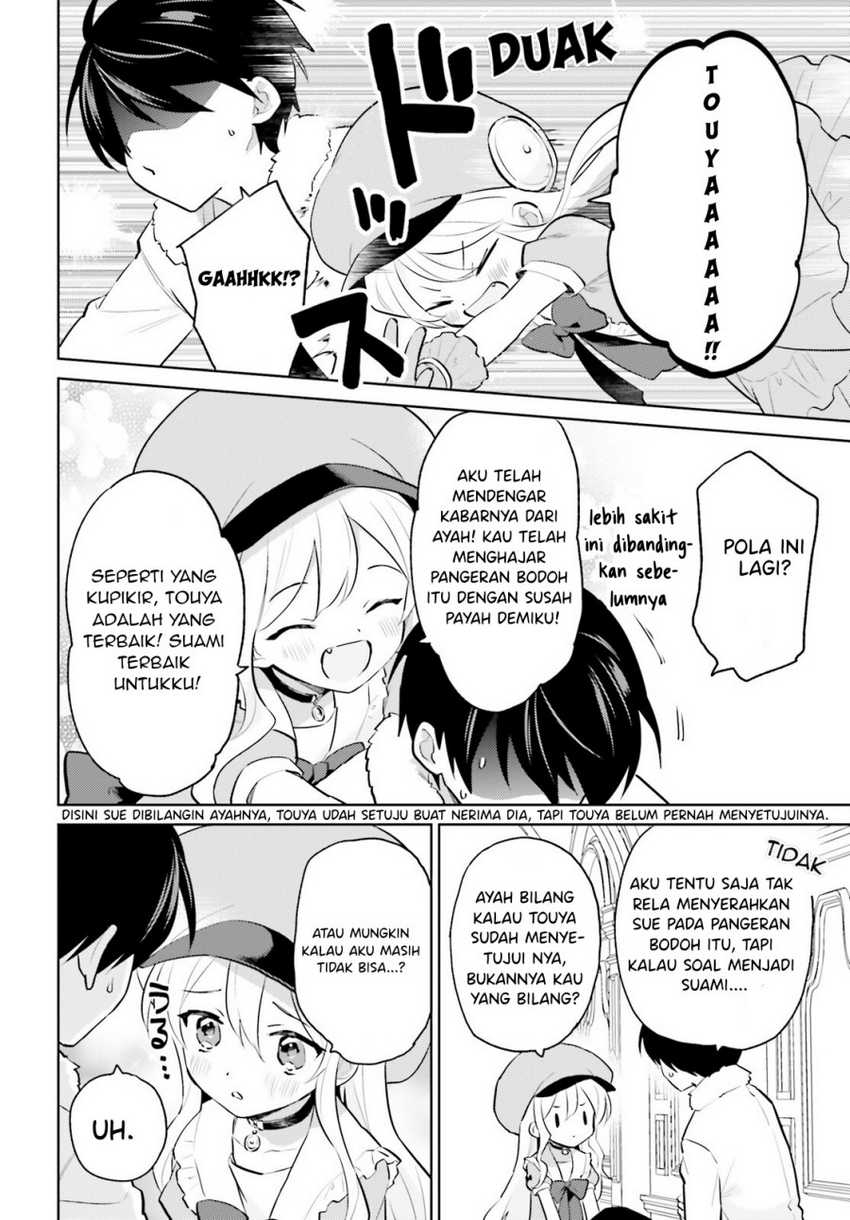 T
O
U
Y
A
A
A
A
A
A
A
!!
DUAK
ドス
GAAHHKK!?
POLA INI
LAGI?
lebih sakit
ini dibanding-
kan sebe-
lumnya
AKU TELAH
MENDENGAR
KABARNYA DARI
AYAH! KAU TELAH
MENGHAJAR
PANGERAN BODOH
ITU DENGAN SUSAH
PAYAH DEMIKU!
SEPERTI YANG
KUPIKIR, TOUYA
ADALAH YANG
TERBAIK! SUAMI
TERBAIK
UNTUKKU!
DISINI SUE DIBILANGIN AYAHNYA, TOUYA UDAH SETUJU BUAT NERIMA DIA, TAPI TOUYA BELUM PERNAH MENYETUJUINYA.
TIDAK
AKU TENTU SAJA TAK
RELA MENYERAHKAN
SUE PADA PANGERAN
BODOH ITU, TAPI
KALAU SOAL MENJADI
SUAMI....
AYAH BILANG
KALAU TOUYA
SUDAH MENYE-
TUJUI NYA,
BUKANNYA KAU
YANG BILANG?
ATAU MUNGKIN
KALAU AKU MASIH
TIDAK BISA...?
UH.